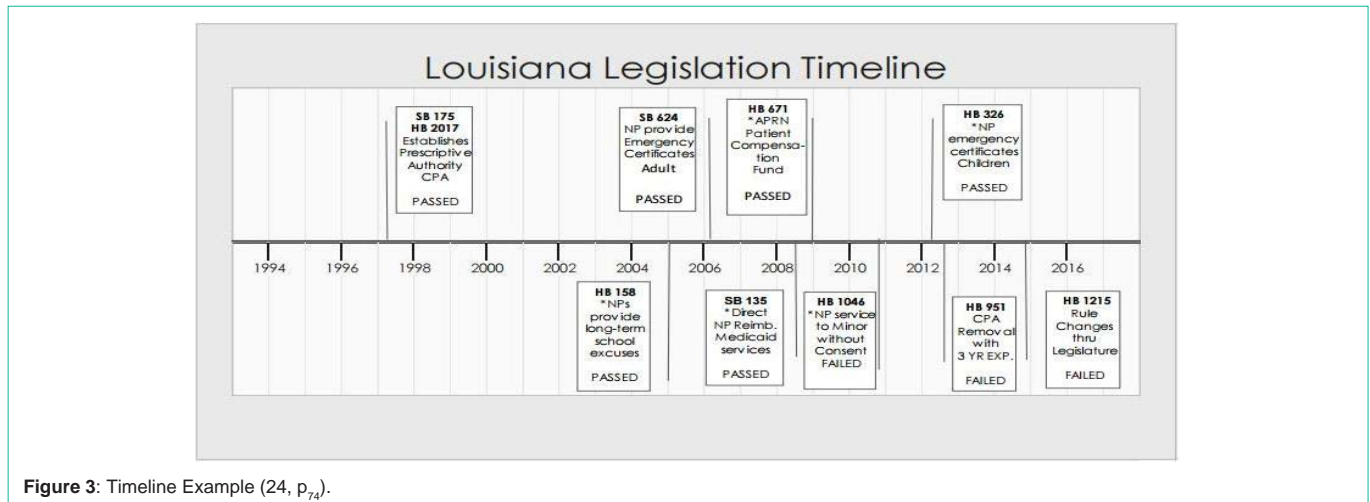 Louisiana Legislation Timeline
SB 175
HB 2017
Establishes
Prescriptive
Authority
CPA
PASSED
SB 624
NP provide
Emergency
Certificates
Adult
PASSED
HB 671
*APRN
Patient
Compensa-
tion
Fund
PASSED
HB 326
*NP
emergency
certificates
Children
PASSED
1994 1996 1998 2000 2002 2004 2006 2008 2010 2012 2014 2016
HB 158
*NPs
provide
long-term
school
excuses
PASSED
SB 135
*Direct
NP Reimb.
Medicaid
services
PASSED
HB 1046
*NP service
to Minor
without
Consent
FAILED
HB 951
CPA
Removal
with
3 YR EXP.
FAILED
HB 1215
Rule
Changes
thru
Legislature
FAILED
Figure 3: Timeline Example (24, p74).